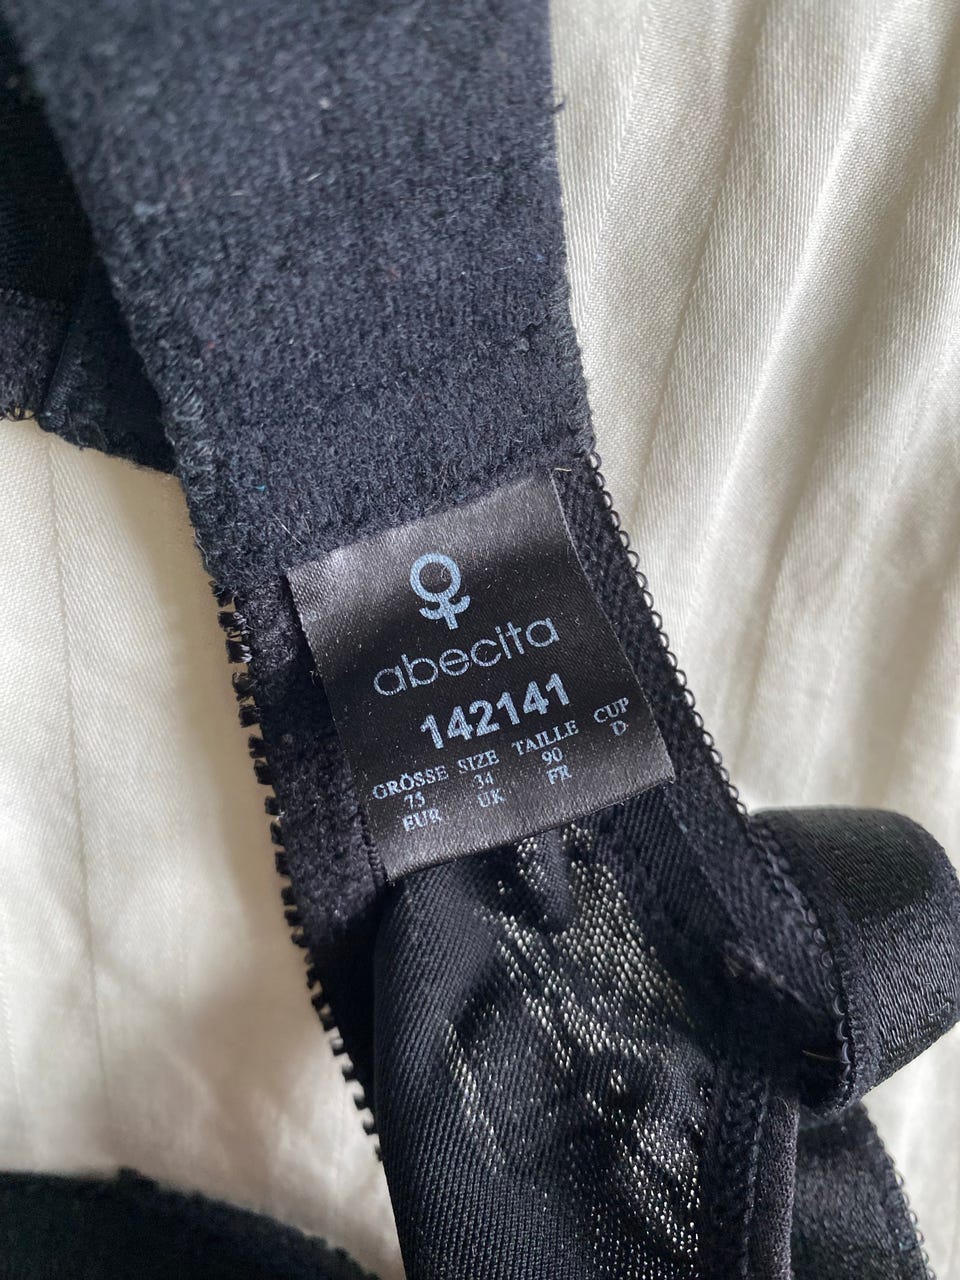 abecita
142141
GRÖSSE SIZE TAILLE CUP
75 34 90 D
EUR UK FR